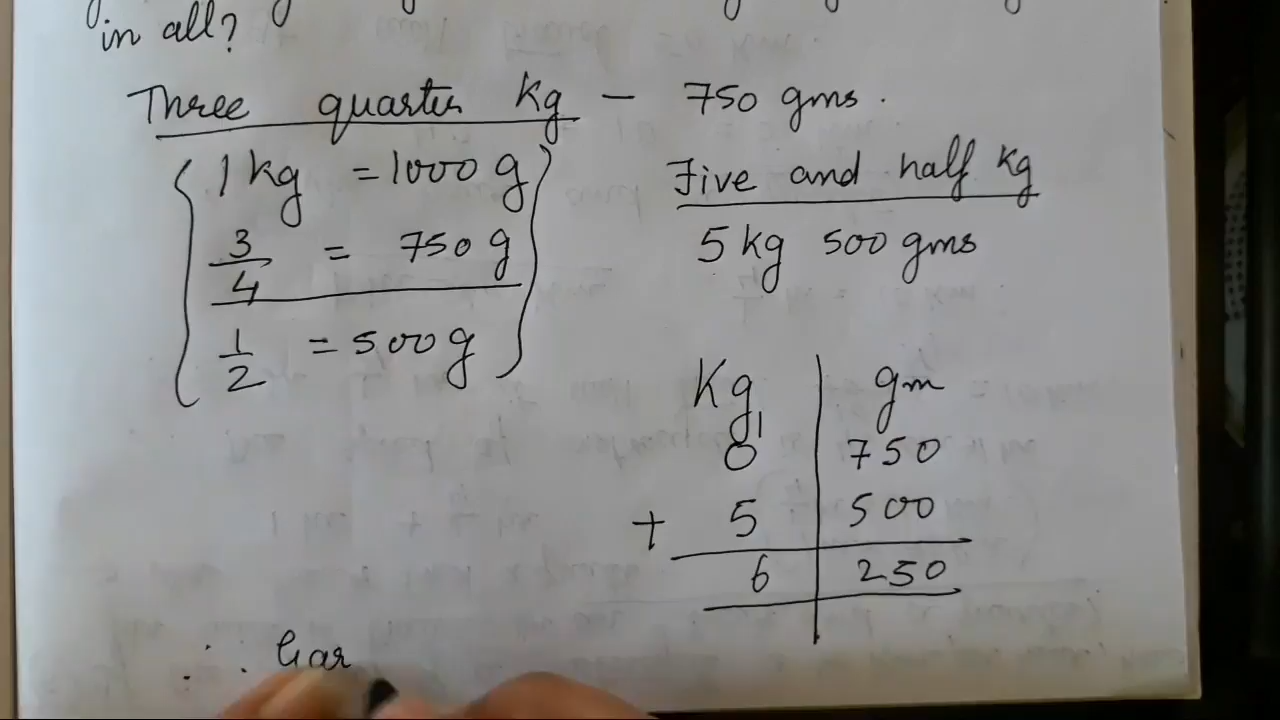 in all?
Three quarter Kg - 750 gms.
1 kg = 1000 g
3/4 = 750 g
1/2 = 500 g
Five and half Kg
5 kg 500 gms
Kg gm
1
0 750
+ 5 500
6 250
∴ Gar